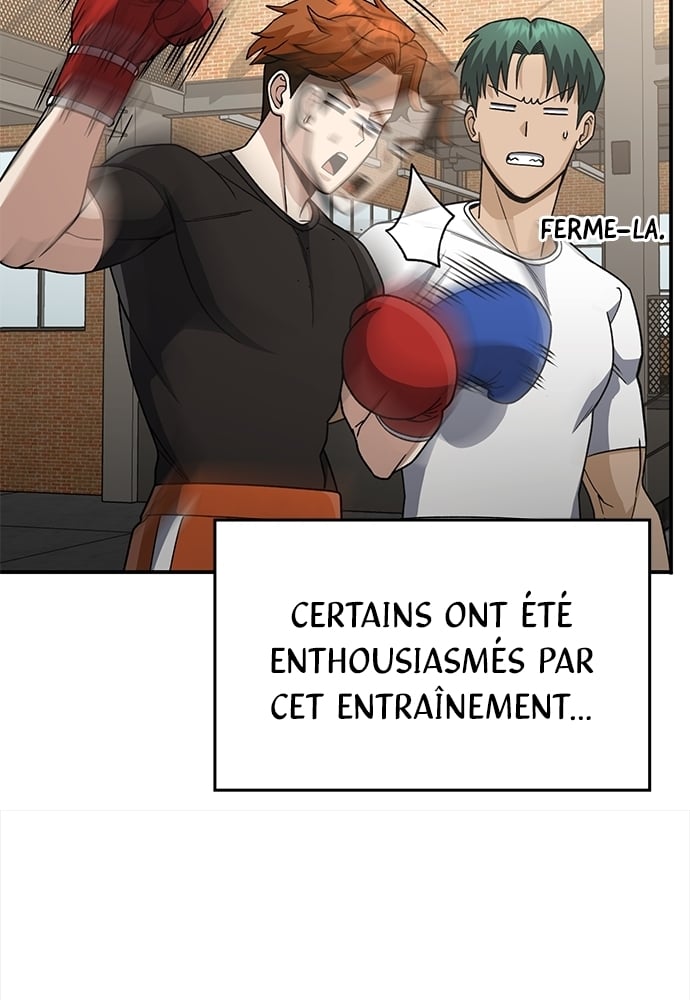 FERME-LA.
CERTAINS ONT ÉTÉ
ENTHOUSIASMÉS PAR
CET ENTRAÎNEMENT...